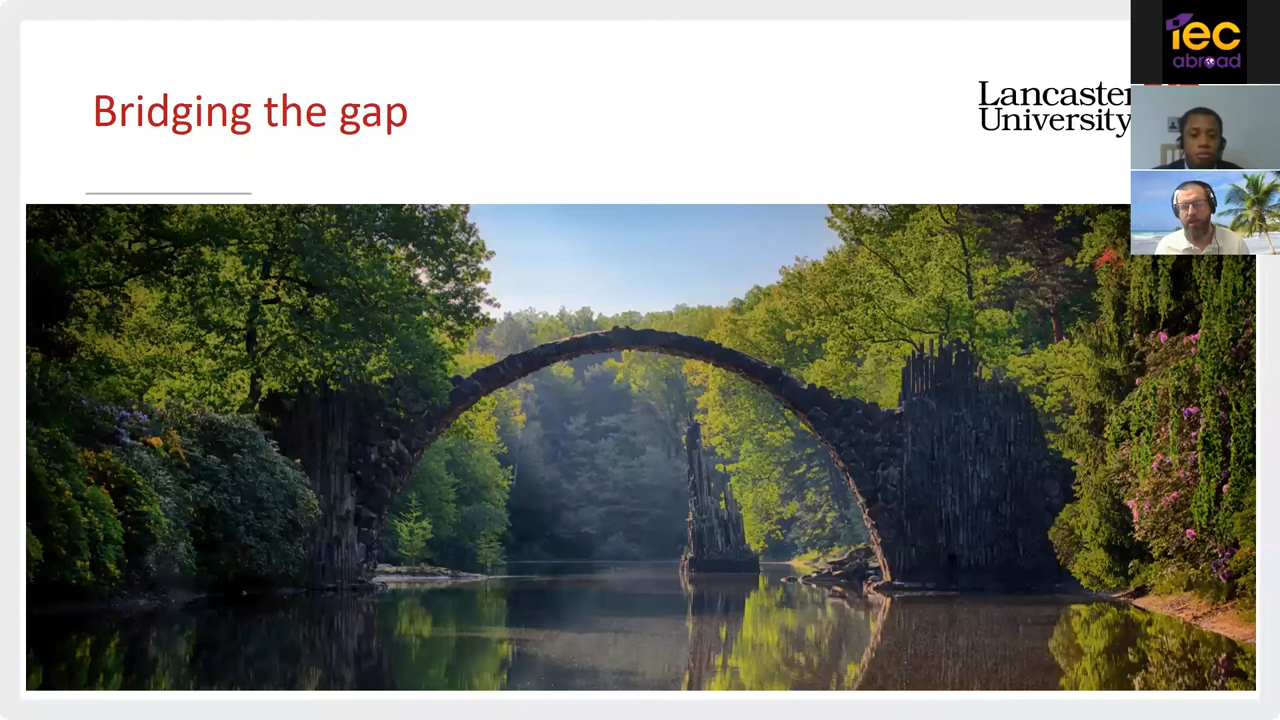 Bridging the gap
Lancaster
University
iec
abroad